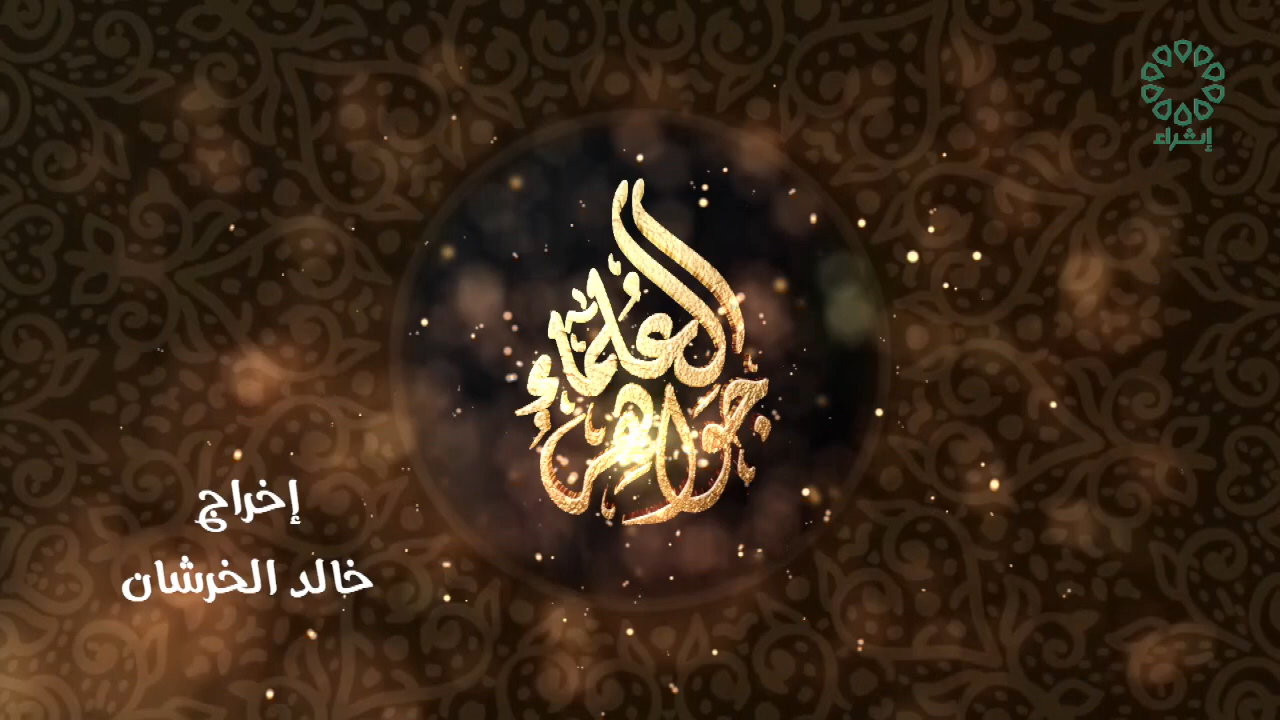 إثراء
جواهر
العلماء
إخراج
خالد الخرشان